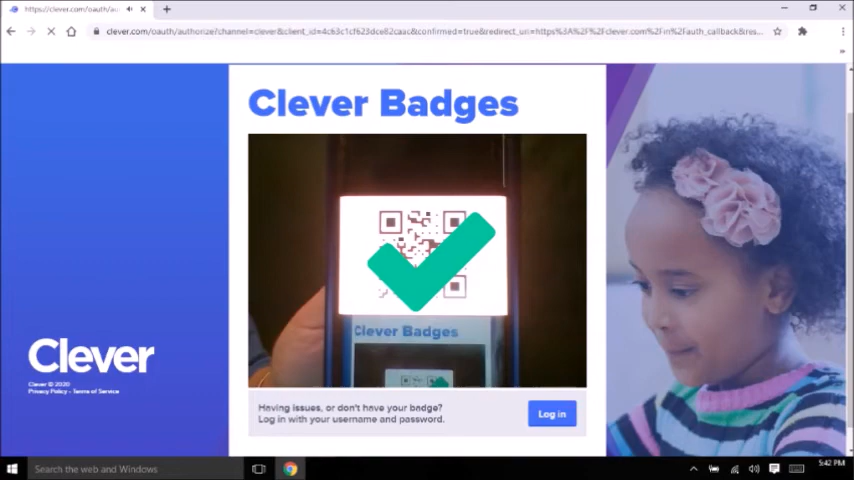 https://clever.com/oauth/au
clever.com/oauth/authorize?channel=clever&client_id=4c63c1cf623dce82caac&confirmed=true&redirect_uri=https%3A%2F%2Fclever.com%2Fin%2Fauth_callback&res...
Clever Badges
Clever Badges
Clever
Clever © 2020
Privacy Policy - Terms of Service
Having issues, or don't have your badge?
Log in with your username and password.
Log in
Search the web and Windows
5:42 PM